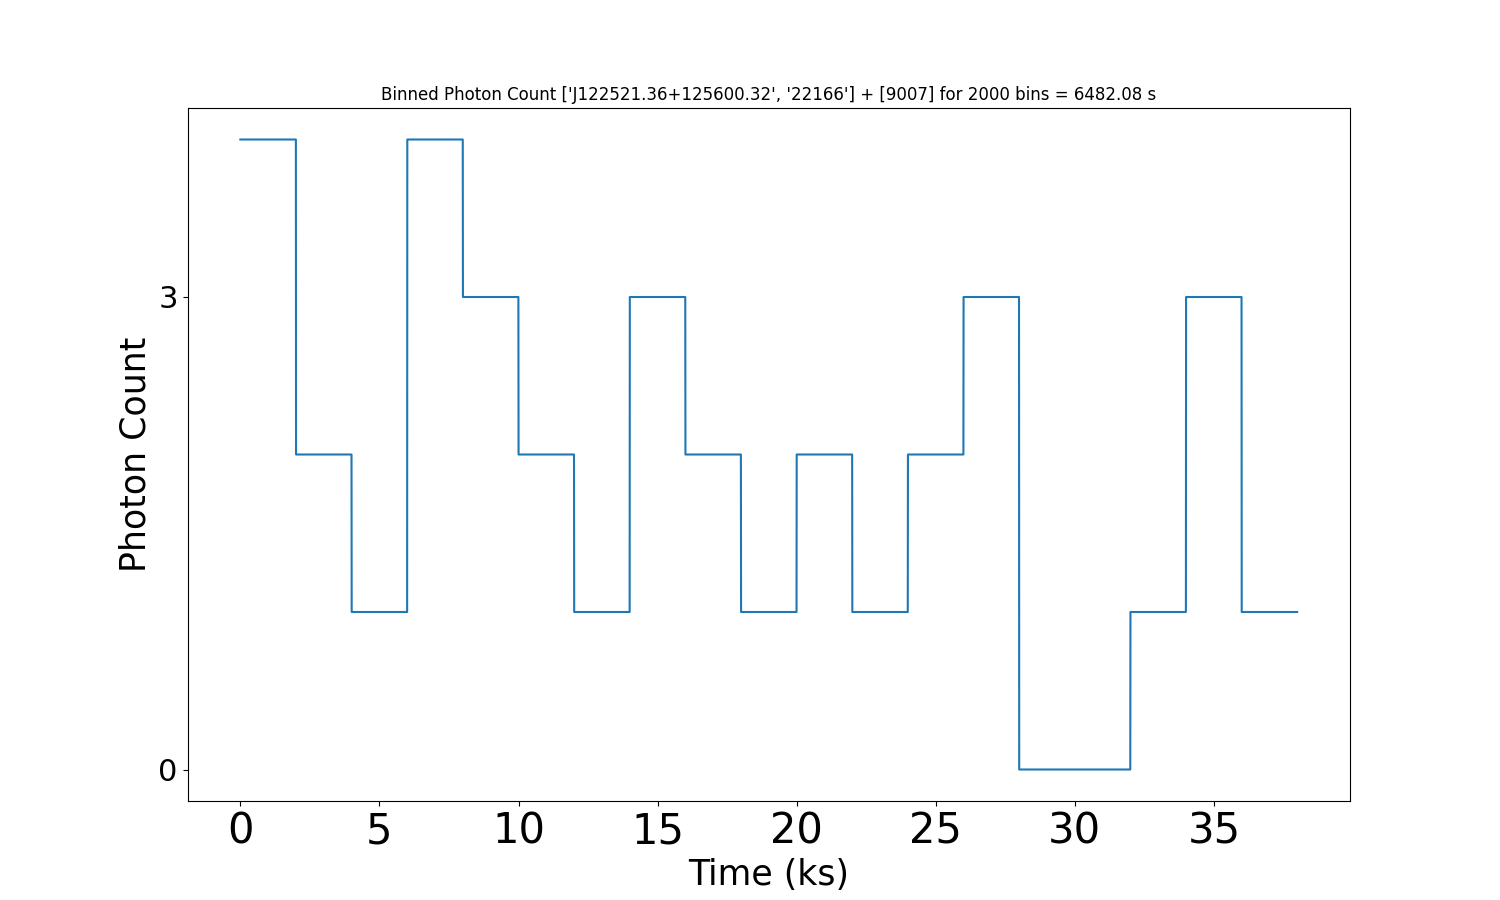 Binned Photon Count ['J122521.36+125600.32', '22166'] + [9007] for 2000 bins = 6482.08 s
3
0
Photon Count
0 5 10 15 20 25 30 35
Time (ks)